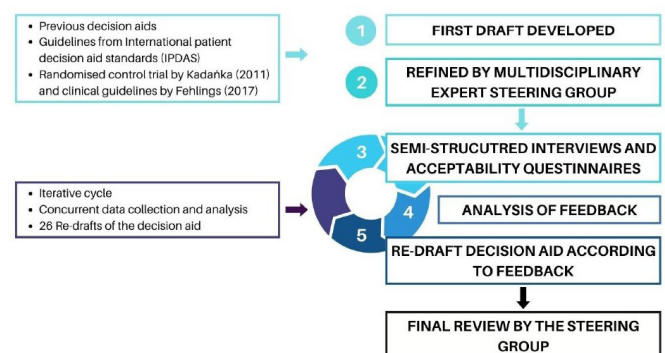 • Previous decision aids
• Guidelines from International patient
decision aid standards (IPDAS)
• Randomised control trial by Kadaňka (2011)
and clinical guidelines by Fehlings (2017)
1
FIRST DRAFT DEVELOPED
2
REFINED BY MULTIDISCIPLINARY
EXPERT STEERING GROUP
3
SEMI-STRUCUTRED INTERVIEWS AND
ACCEPTABILITY QUESTINNAIRES
• Iterative cycle
• Concurrent data collection and analysis
• 26 Re-drafts of the decision aid
4
ANALYSIS OF FEEDBACK
5
RE-DRAFT DECISION AID ACCORDING
TO FEEDBACK
FINAL REVIEW BY THE STEERING
GROUP